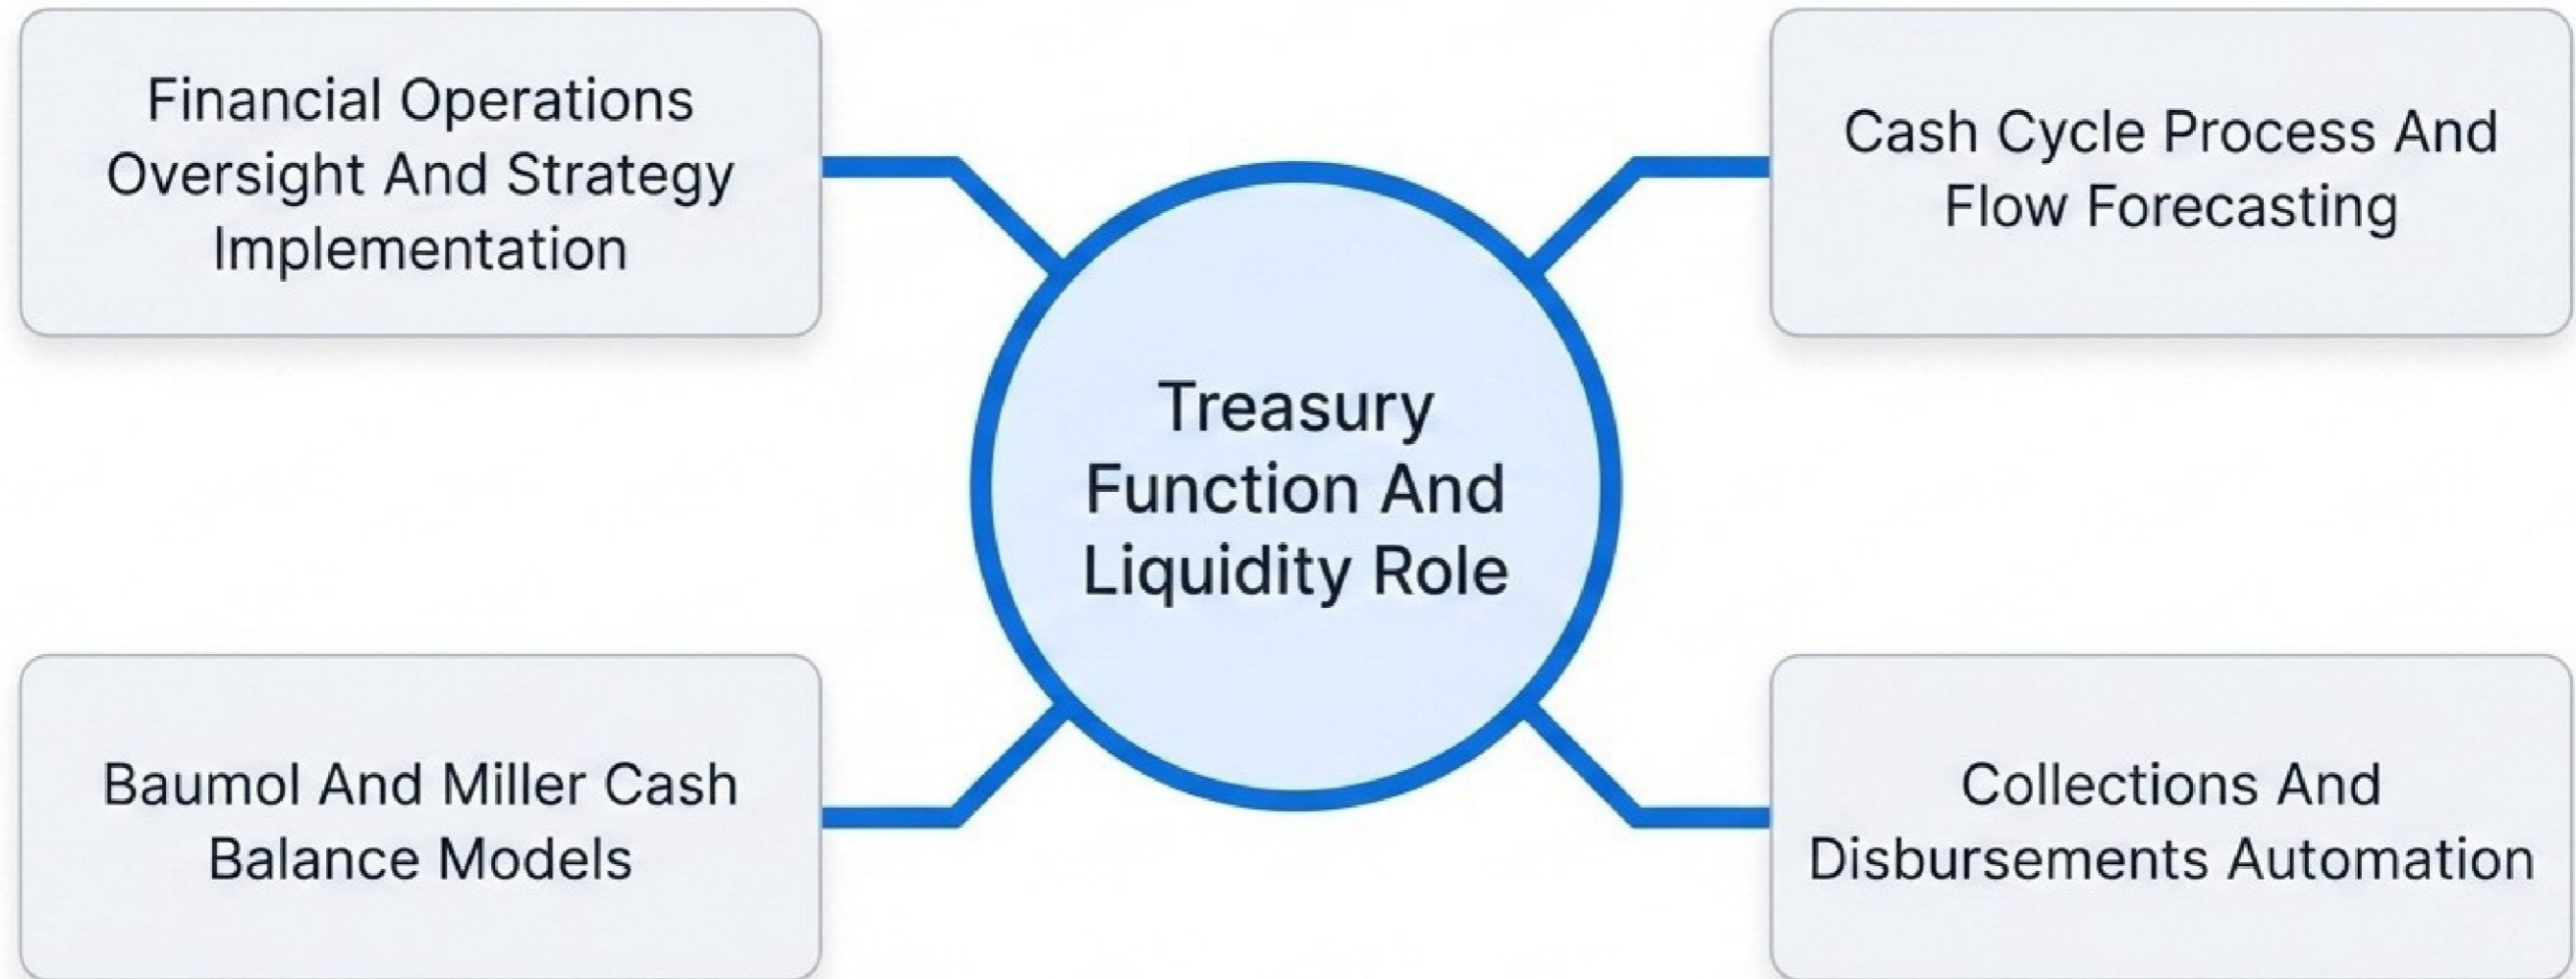 Financial Operations
Oversight And Strategy
Implementation
Cash Cycle Process And
Flow Forecasting
Treasury
Function And
Liquidity Role
Baumol And Miller Cash
Balance Models
Collections And
Disbursements Automation